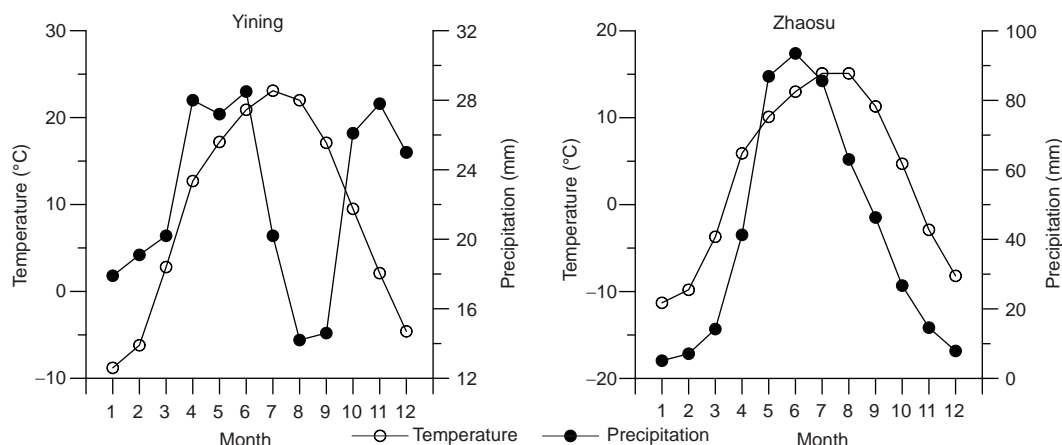 Yining
Zhaosu
30
20
10
0
–10
Temperature (°C)
32
28
24
20
16
12
Precipitation (mm)
1 2 3 4 5 6 7 8 9 10 11 12
Month
20
10
0
–10
–20
Temperature (°C)
100
80
60
40
20
0
Precipitation (mm)
1 2 3 4 5 6 7 8 9 10 11 12
Month
Temperature
Precipitation